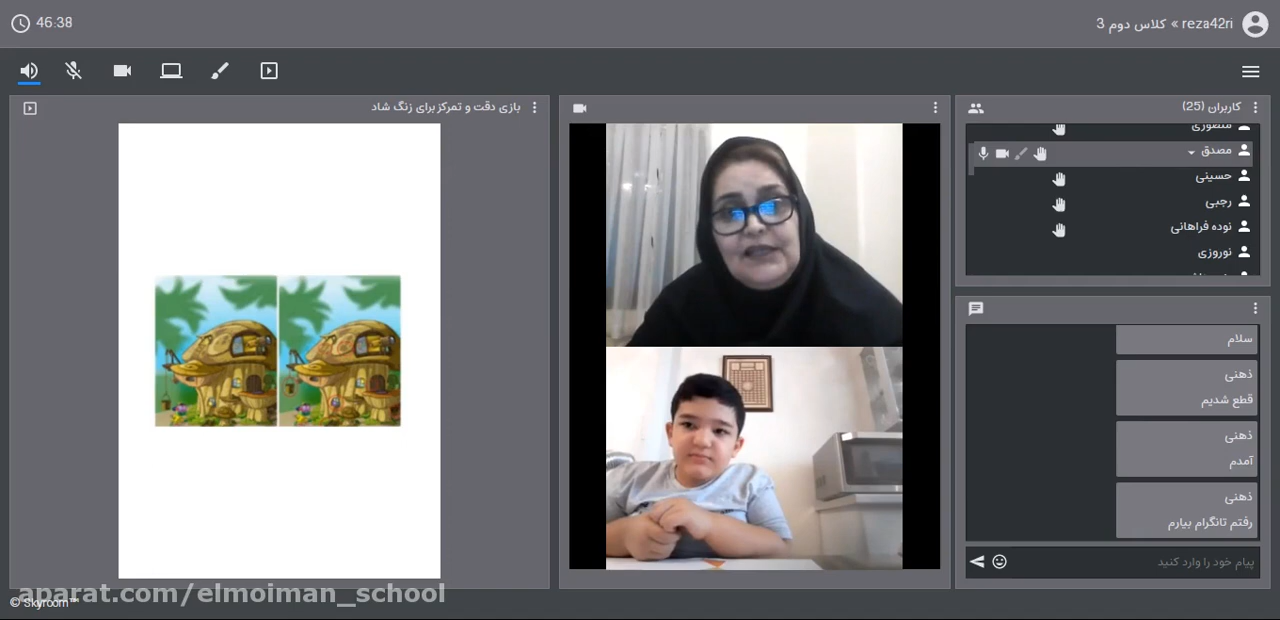 46:38
reza42ri » کلاس دوم 3
بازی دقت و تمرکز برای زنگ شاد
کاربران (25)
منصوری
مصدق
حسینی
رجبی
نوده فراهانی
نوروزی
سلام
ذهنی
قطع شدیم
ذهنی
آمدم
ذهنی
رفتم تانگرام بیارم
پیام خود را وارد کنید
aparat.com/elmoiman_school
© Skyroom™